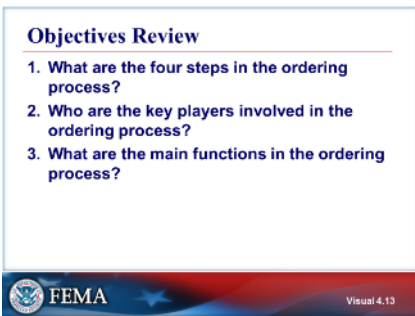 Objectives Review
1. What are the four steps in the ordering
process?
2. Who are the key players involved in the
ordering process?
3. What are the main functions in the ordering
process?
FEMA
Visual 4.13